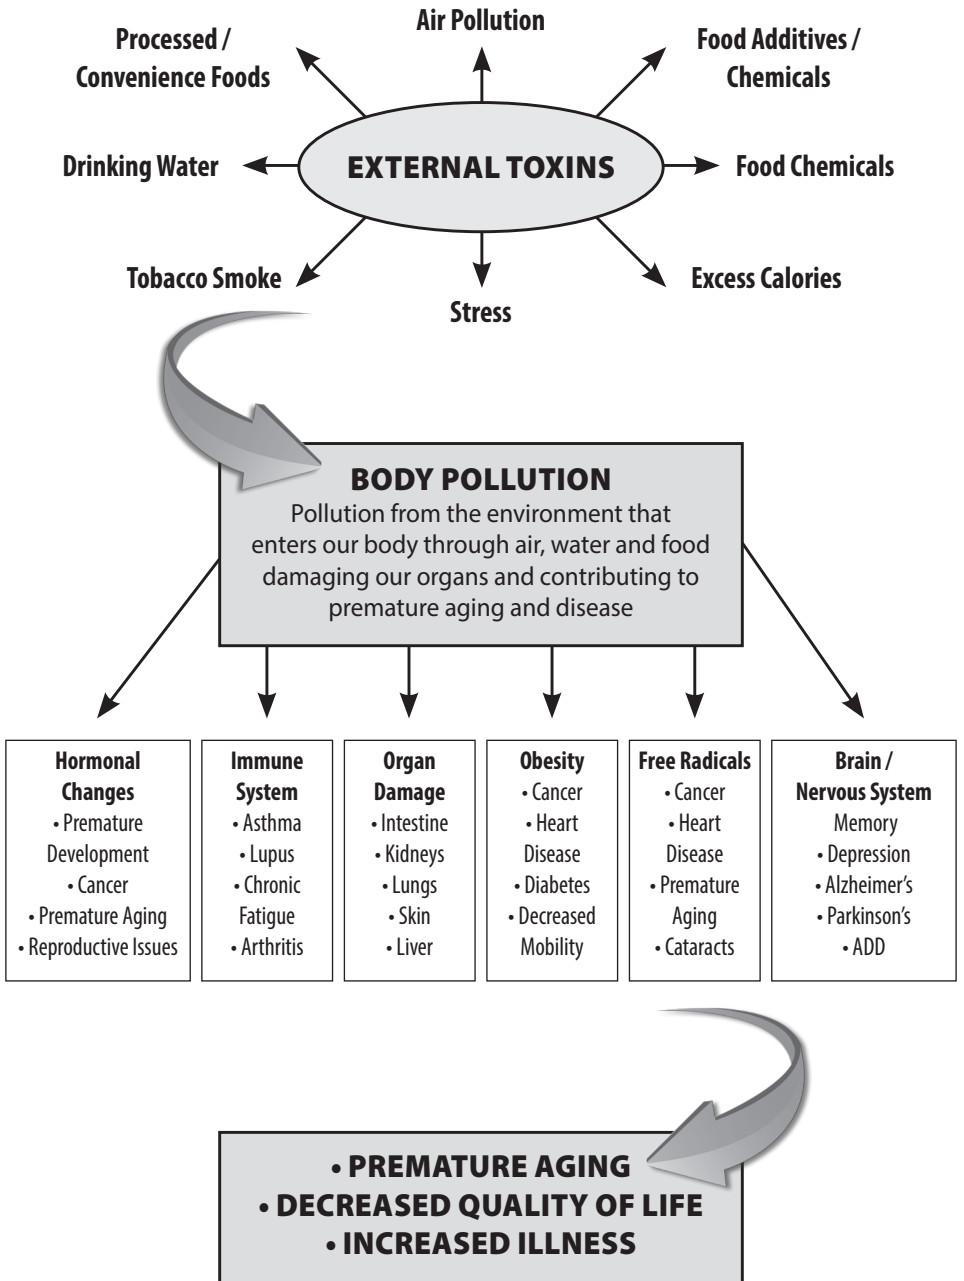 Air Pollution
Processed /
Convenience Foods
Food Additives /
Chemicals
Drinking Water
EXTERNAL TOXINS
Food Chemicals
Tobacco Smoke
Stress
Excess Calories
BODY POLLUTION
Pollution from the environment that
enters our body through air, water and food
damaging our organs and contributing to
premature aging and disease
Hormonal
Changes
• Premature
Development
• Cancer
• Premature Aging
• Reproductive Issues
Immune
System
• Asthma
• Lupus
• Chronic
Fatigue
• Arthritis
Organ
Damage
• Intestine
• Kidneys
• Lungs
• Skin
• Liver
Obesity
• Cancer
• Heart
Disease
• Diabetes
• Decreased
Mobility
Free Radicals
• Cancer
• Heart
Disease
• Premature
Aging
• Cataracts
Brain /
Nervous System
Memory
• Depression
• Alzheimer's
• Parkinson's
• ADD
• PREMATURE AGING
• DECREASED QUALITY OF LIFE
• INCREASED ILLNESS